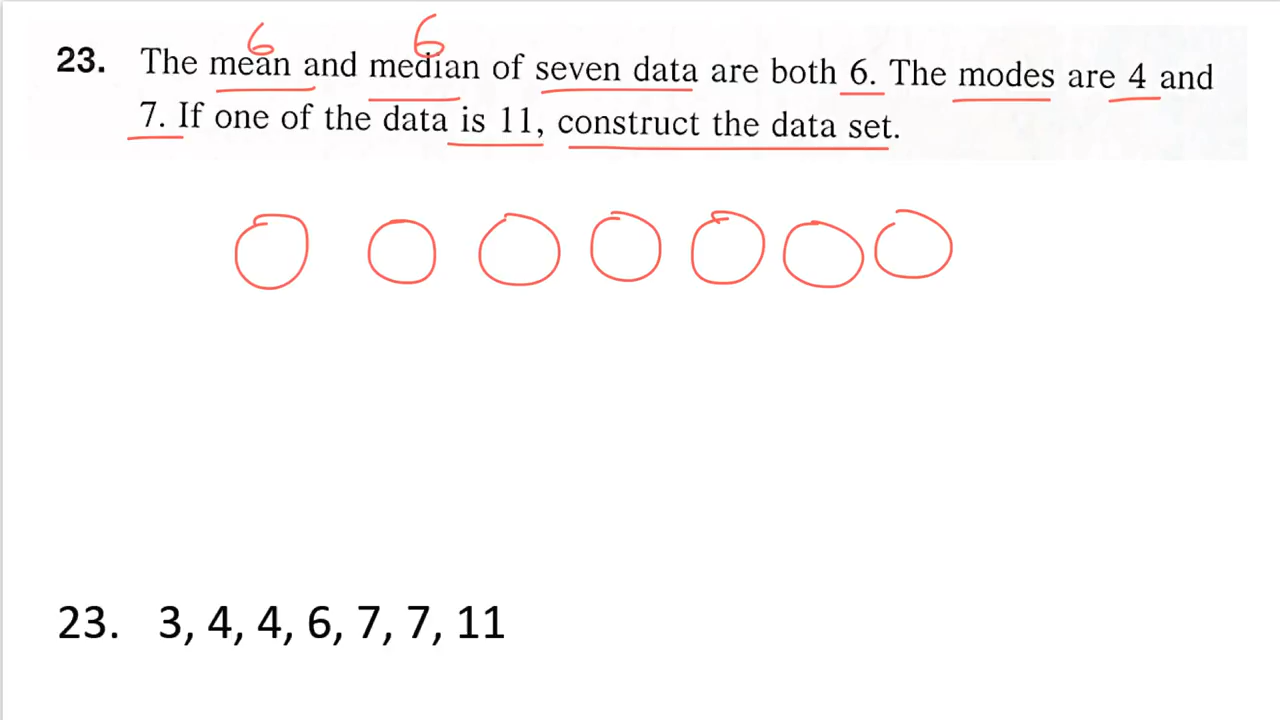 6 6
23. The mean and median of seven data are both 6. The modes are 4 and
7. If one of the data is 11, construct the data set.
23. 3, 4, 4, 6, 7, 7, 11